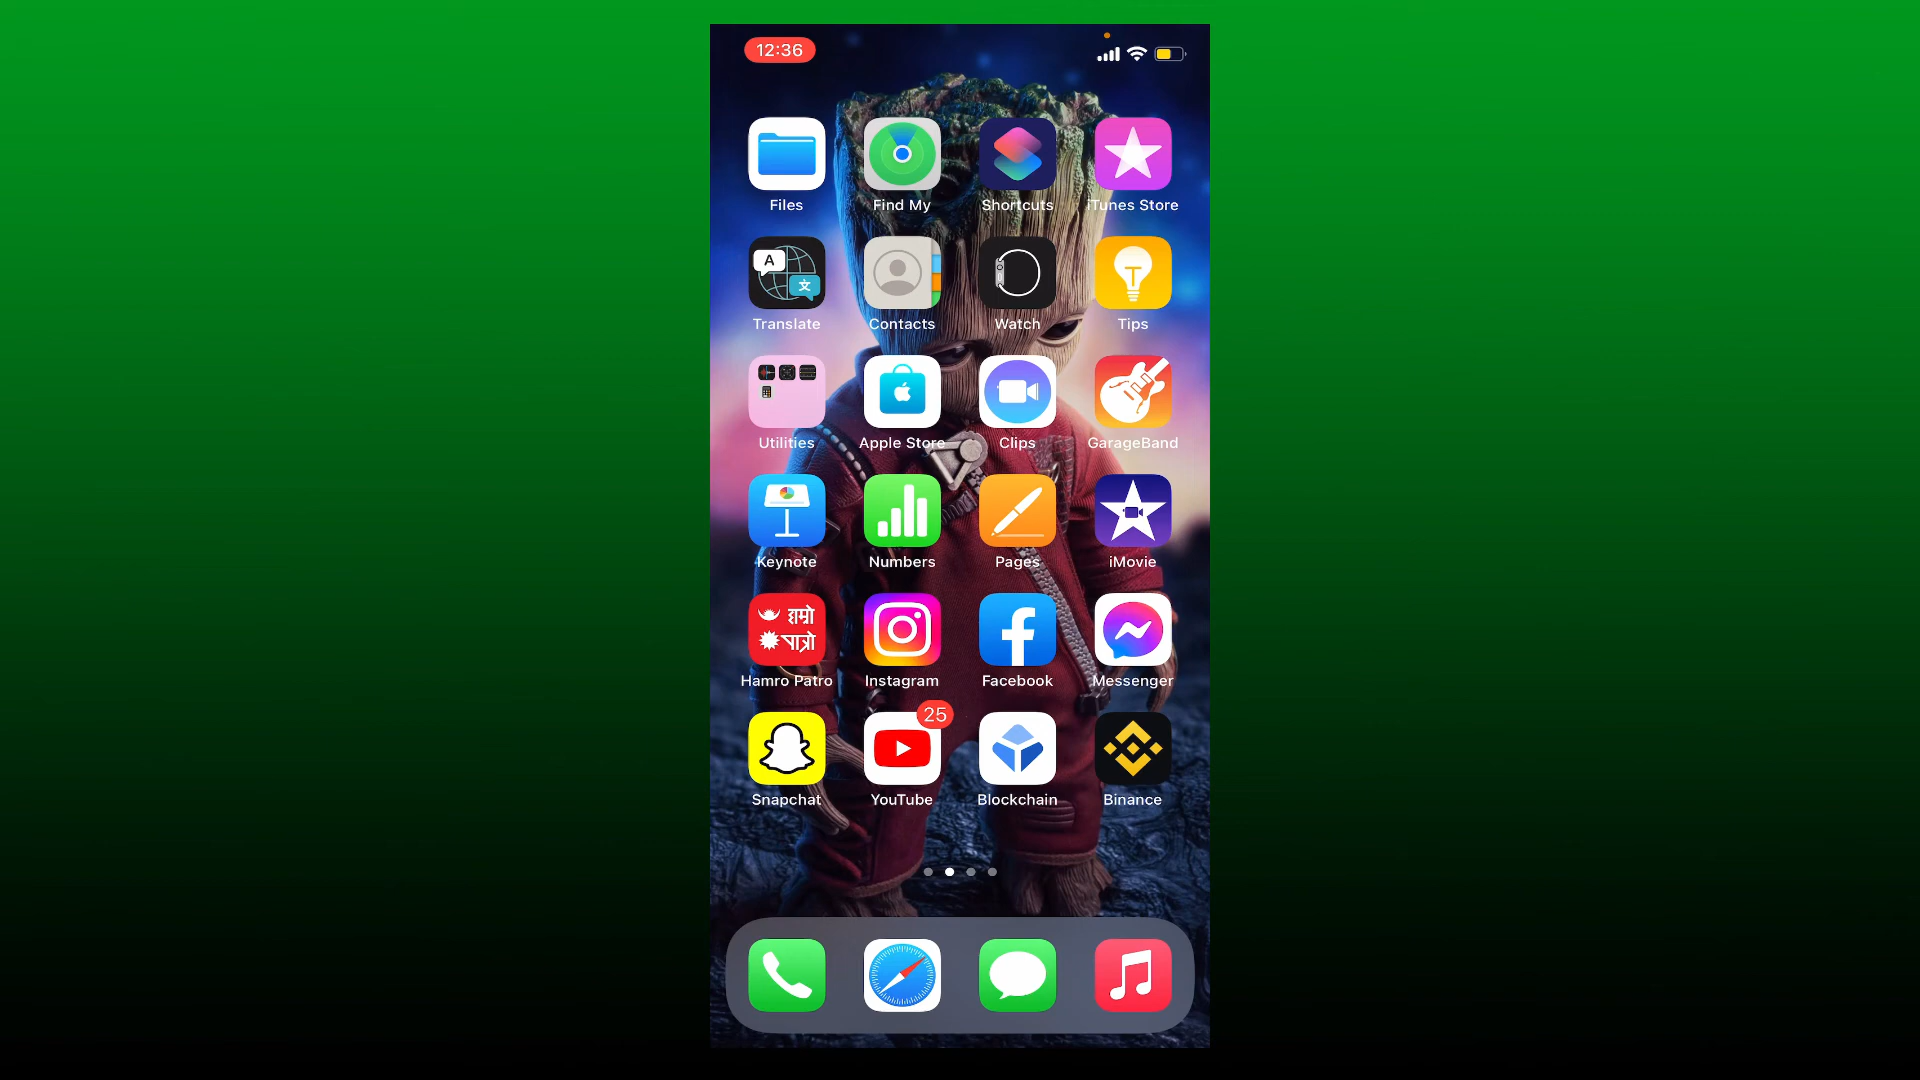 12:36
Files Find My Shortcuts iTunes Store
A 文
Translate Contacts Watch Tips
Utilities Apple Store Clips GarageBand
Keynote Numbers Pages iMovie
हाम्रो
पात्रो
Hamro Patro Instagram Facebook Messenger
25
Snapchat YouTube Blockchain Binance